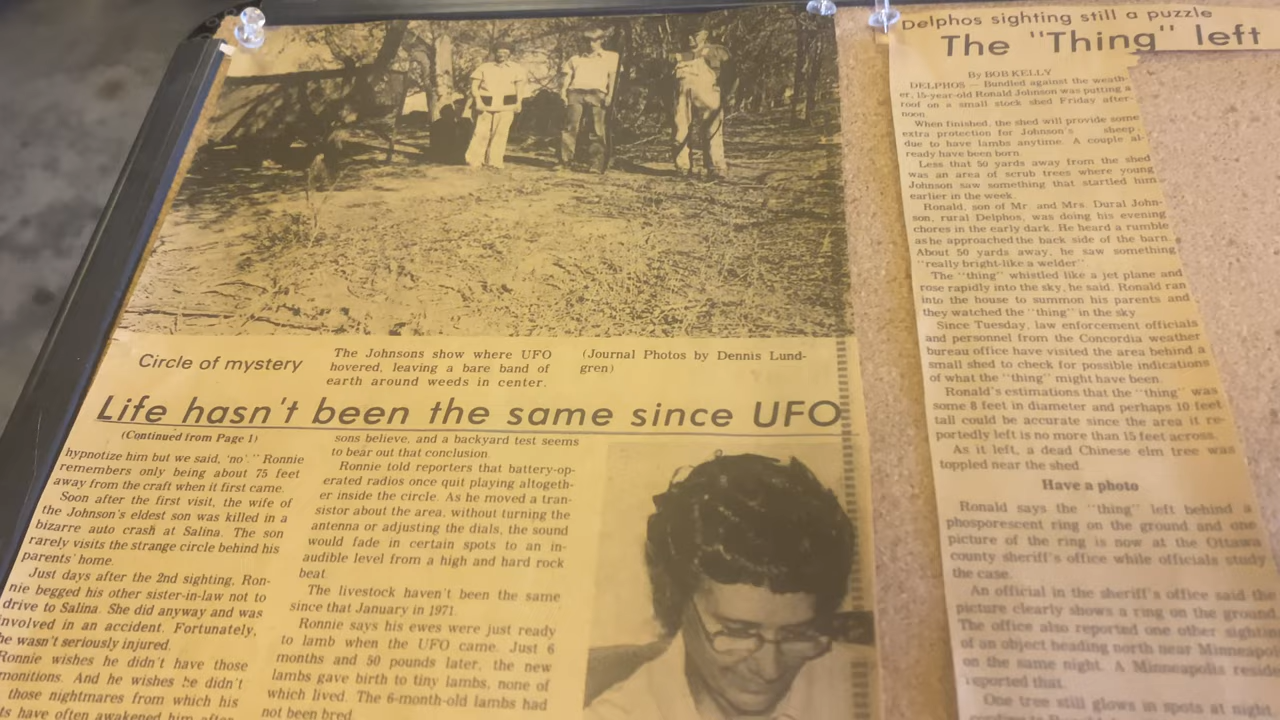 Circle of mystery
The Johnsons show where UFO
hovered, leaving a bare band of
earth around weeds in center.
(Journal Photos by Dennis Lund-
gren)
Life hasn't been the same since UFO
(Continued from Page 1)
hypnotize him but we said, 'no'." Ronnie
remembers only being about 75 feet
away from the craft when it first came.
Soon after the first visit, the wife of
the Johnson's eldest son was killed in a
bizarre auto crash at Salina. The son
rarely visits the strange circle behind his
parents' home.
Just days after the 2nd sighting, Ron-
nie begged his other sister-in-law not to
drive to Salina. She did anyway and was
involved in an accident. Fortunately,
he wasn't seriously injured.
Ronnie wishes he didn't have those
monitions. And he wishes he didn't
those nightmares from which his
ts have often awakened him after
sons believe, and a backyard test seems
to bear out that conclusion.
Ronnie told reporters that battery-op-
erated radios once quit playing altogeth-
er inside the circle. As he moved a tran-
sistor about the area, without turning the
antenna or adjusting the dials, the sound
would fade in certain spots to an in-
audible level from a high and hard rock
beat.
The livestock haven't been the same
since that January in 1971.
Ronnie says his ewes were just ready
to lamb when the UFO came. Just 6
months and 50 pounds later, the new
lambs gave birth to tiny lambs, none of
which lived. The 6-month-old lambs had
not been bred.
Delphos sighting still a puzzle
The "Thing" left
By BOB KELLY
DELPHOS — Bundled against the weath-
er, 15-year-old Ronald Johnson was putting a
roof on a small stock shed Friday after-
noon.
When finished, the shed will provide some
extra protection for Johnson's sheep,
due to have lambs anytime. A couple al-
ready have been born.
Less that 50 yards away from the shed
was an area of scrub trees where young
Johnson saw something that startled him
earlier in the week.
Ronald, son of Mr. and Mrs. Dural John-
son, rural Delphos, was doing his evening
chores in the early dark. He heard a rumble
as he approached the back side of the barn.
About 50 yards away, he saw something
"really bright-like a welder"
The "thing" whistled like a jet plane and
rose rapidly into the sky, he said. Ronald ran
into the house to summon his parents and
they watched the "thing" in the sky
Since Tuesday, law enforcement officials
and personnel from the Concordia weather
bureau office have visited the area behind a
small shed to check for possible indications
of what the "thing" might have been.
Ronald's estimations that the "thing" was
some 8 feet in diameter and perhaps 10 feet
tall could be accurate since the area it re-
portedly left is no more than 15 feet across.
As it left, a dead Chinese elm tree was
toppled near the shed.
Have a photo
Ronald says the "thing" left behind a
phosporescent ring on the ground and one
picture of the ring is now at the Ottawa
county sheriff's office while officials study
the case.
An official in the sheriff's office said the
picture clearly shows a ring on the ground.
The office also reported one other sighting
of an object heading north near Minneapol
on the same night. A Minneapolis reside
reported that.
One tree still glows in spots at night,